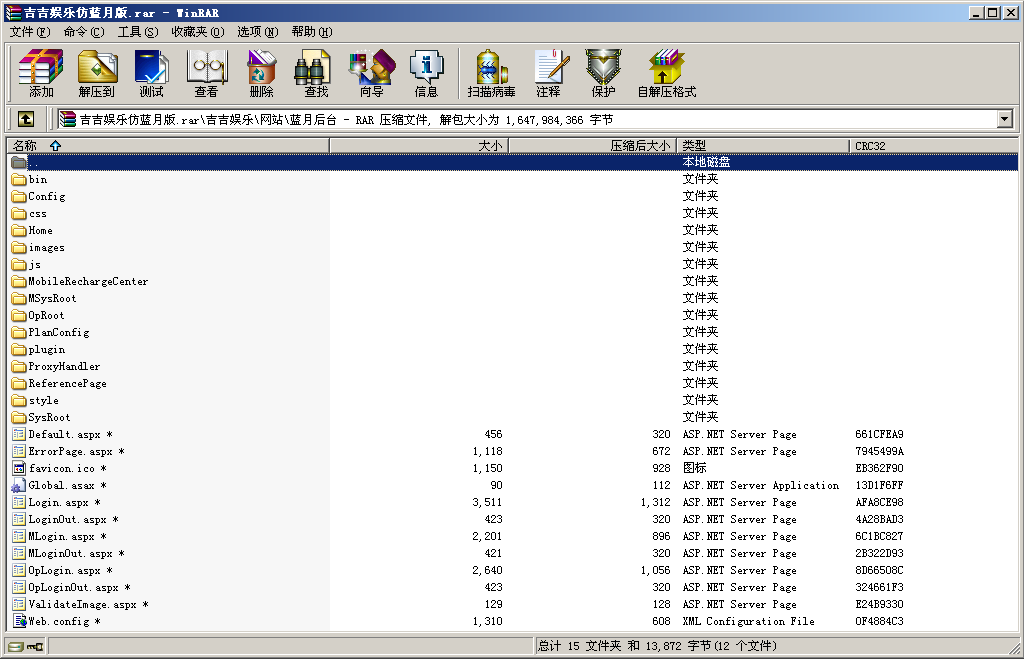 吉吉娱乐仿蓝月版.rar - WinRAR
文件(F) 命令(C) 工具(S) 收藏夹(O) 选项(N) 帮助(H)
添加 解压到 测试 查看 删除 查找 向导 信息 扫描病毒 注释 保护 自解压格式
吉吉娱乐仿蓝月版.rar\吉吉娱乐\网站\蓝月后台 - RAR 压缩文件, 解包大小为 1,647,984,366 字节
名称 大小 压缩后大小 类型 CRC32
.. 本地磁盘
bin 文件夹
Config 文件夹
css 文件夹
Home 文件夹
images 文件夹
js 文件夹
MobileRechargeCenter 文件夹
MSysRoot 文件夹
OpRoot 文件夹
PlanConfig 文件夹
plugin 文件夹
ProxyHandler 文件夹
ReferencePage 文件夹
style 文件夹
SysRoot 文件夹
Default.aspx * 456 320 ASP.NET Server Page 661CFEA9
ErrorPage.aspx * 1,118 672 ASP.NET Server Page 7945499A
favicon.ico * 1,150 928 图标 EB362F90
Global.asax * 90 112 ASP.NET Server Application 13D1F6FF
Login.aspx * 3,511 1,312 ASP.NET Server Page AFA8CE98
LoginOut.aspx * 423 320 ASP.NET Server Page 4A28BAD3
MLogin.aspx * 2,201 896 ASP.NET Server Page 6C1BC827
MLoginOut.aspx * 421 320 ASP.NET Server Page 2B322D93
OpLogin.aspx * 2,640 1,056 ASP.NET Server Page 8D66508C
OpLoginOut.aspx * 423 320 ASP.NET Server Page 324661F3
ValidateImage.aspx * 129 128 ASP.NET Server Page E24B9330
Web.config * 1,310 608 XML Configuration File 0F4884C3
总计 15 文件夹 和 13,872 字节(12 个文件)